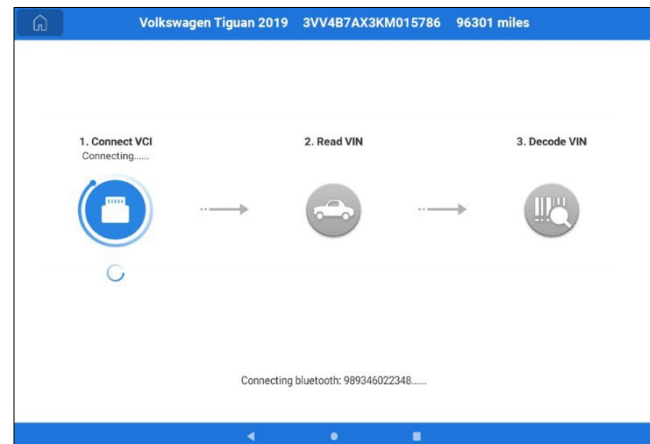 Volkswagen Tiguan 2019 3VV4B7AX3KM015786 96301 miles
1. Connect VCI
Connecting......
2. Read VIN
3. Decode VIN
Connecting bluetooth: 989346022348......